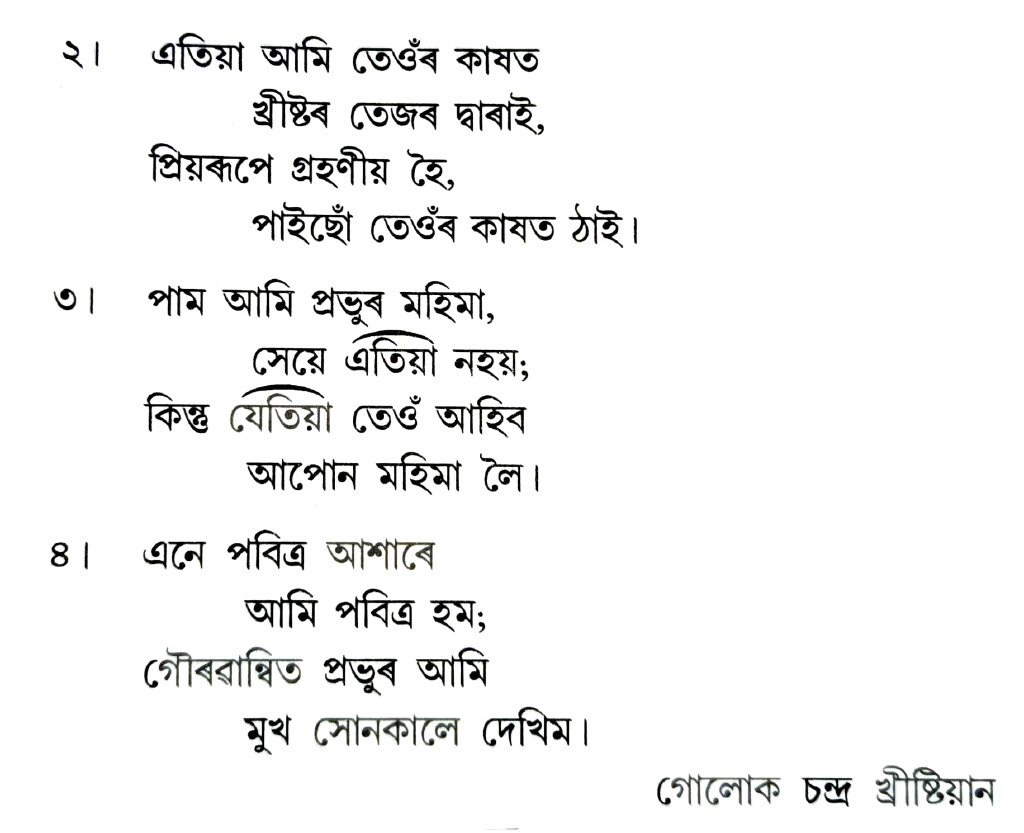 ২। এতিয়া আমি তেওঁৰ কাষত
খ্ৰীষ্টৰ তেজৰ দ্বাৰাই,
প্ৰিয়ৰূপে গ্ৰহণীয় হৈ,
পাইছোঁ তেওঁৰ কাষত ঠাই।
৩। পাম আমি প্ৰভুৰ মহিমা,
সেয়ে এতিয়া নহয়;
কিন্তু যেতিয়া তেওঁ আহিব
আপোন মহিমা লৈ।
৪। এনে পবিত্ৰ আশাৰে
আমি পবিত্ৰ হম;
গৌৰৱান্বিত প্ৰভুৰ আমি
মুখ সোনকালে দেখিম।
গোলোক চন্দ্ৰ খ্ৰীষ্টিয়ান